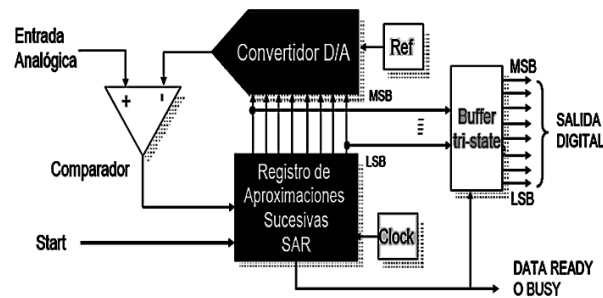 Entrada
Analógica
Convertidor D/A
Ref
MSB
MSB
Buffer
tri-state
SALIDA
DIGITAL
+
-
Comparador
LSB
LSB
Registro de
Aproximaciones
Sucesivas
SAR
Start
Clock
DATA READY
O BUSY